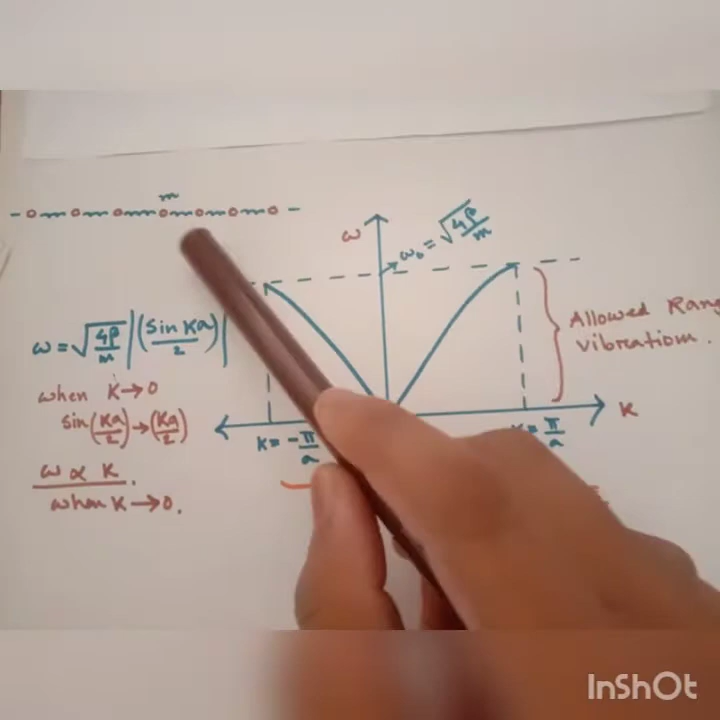 m
ω
ω₀ = √4β/m
ω = √4β/m |(sin Ka)/2|
Allowed Rang
vibration.
when K→0
sin(Ka/2)→(Ka/2)
K
K = -π/a
K = π/a
ω ∝ K.
when K→0.
InShOt